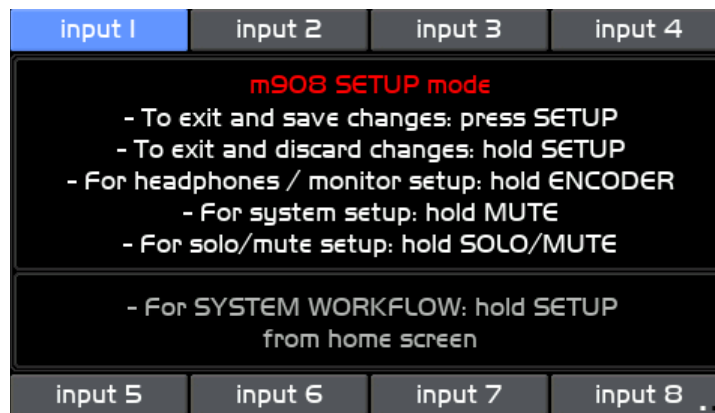 input 1
input 2
input 3
input 4
m908 SETUP mode
- To exit and save changes: press SETUP
- To exit and discard changes: hold SETUP
- For headphones / monitor setup: hold ENCODER
- For system setup: hold MUTE
- For solo/mute setup: hold SOLO/MUTE
- For SYSTEM WORKFLOW: hold SETUP
from home screen
input 5
input 6
input 7
input 8